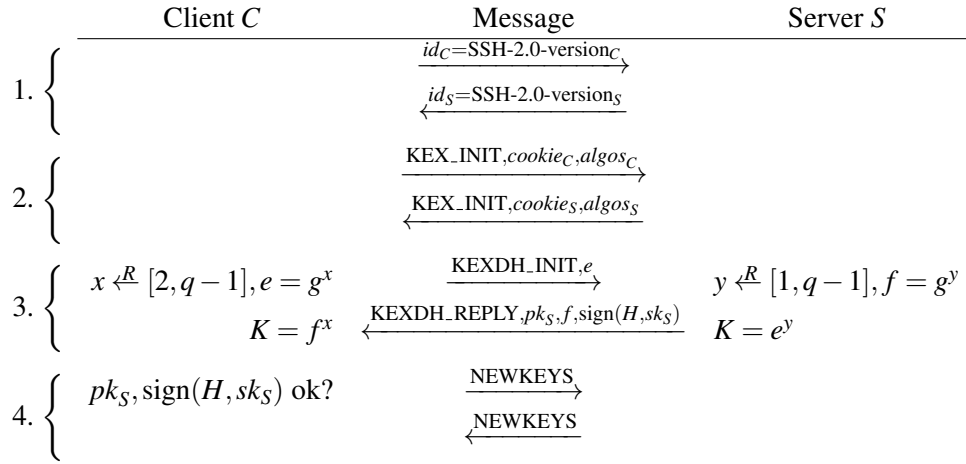 Client C Message Server S
1. id_C=SSH-2.0-version_C
id_S=SSH-2.0-version_S
2. KEX_INIT,cookie_C,algos_C
KEX_INIT,cookie_S,algos_S
3. x ↞^R [2, q − 1], e = g^x KEXDH_INIT,e y ↞^R [1, q − 1], f = g^y
K = f^x KEXDH_REPLY,pk_S,f,sign(H,sk_S) K = e^y
4. pk_S, sign(H, sk_S) ok? NEWKEYS
NEWKEYS